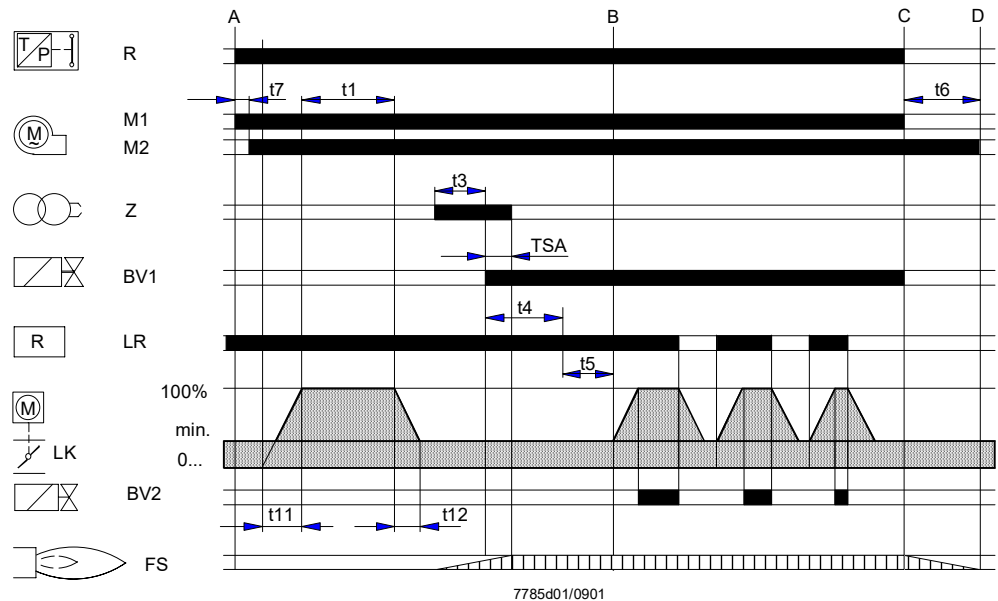 A B C D
T P R
t7 t1 t6
M1
M ~
M2
t3
Z
TSA
BV1
t4
R LR
t5
100%
M
min.
LK
0...
BV2
t11 t12
FS
7785d01/0901